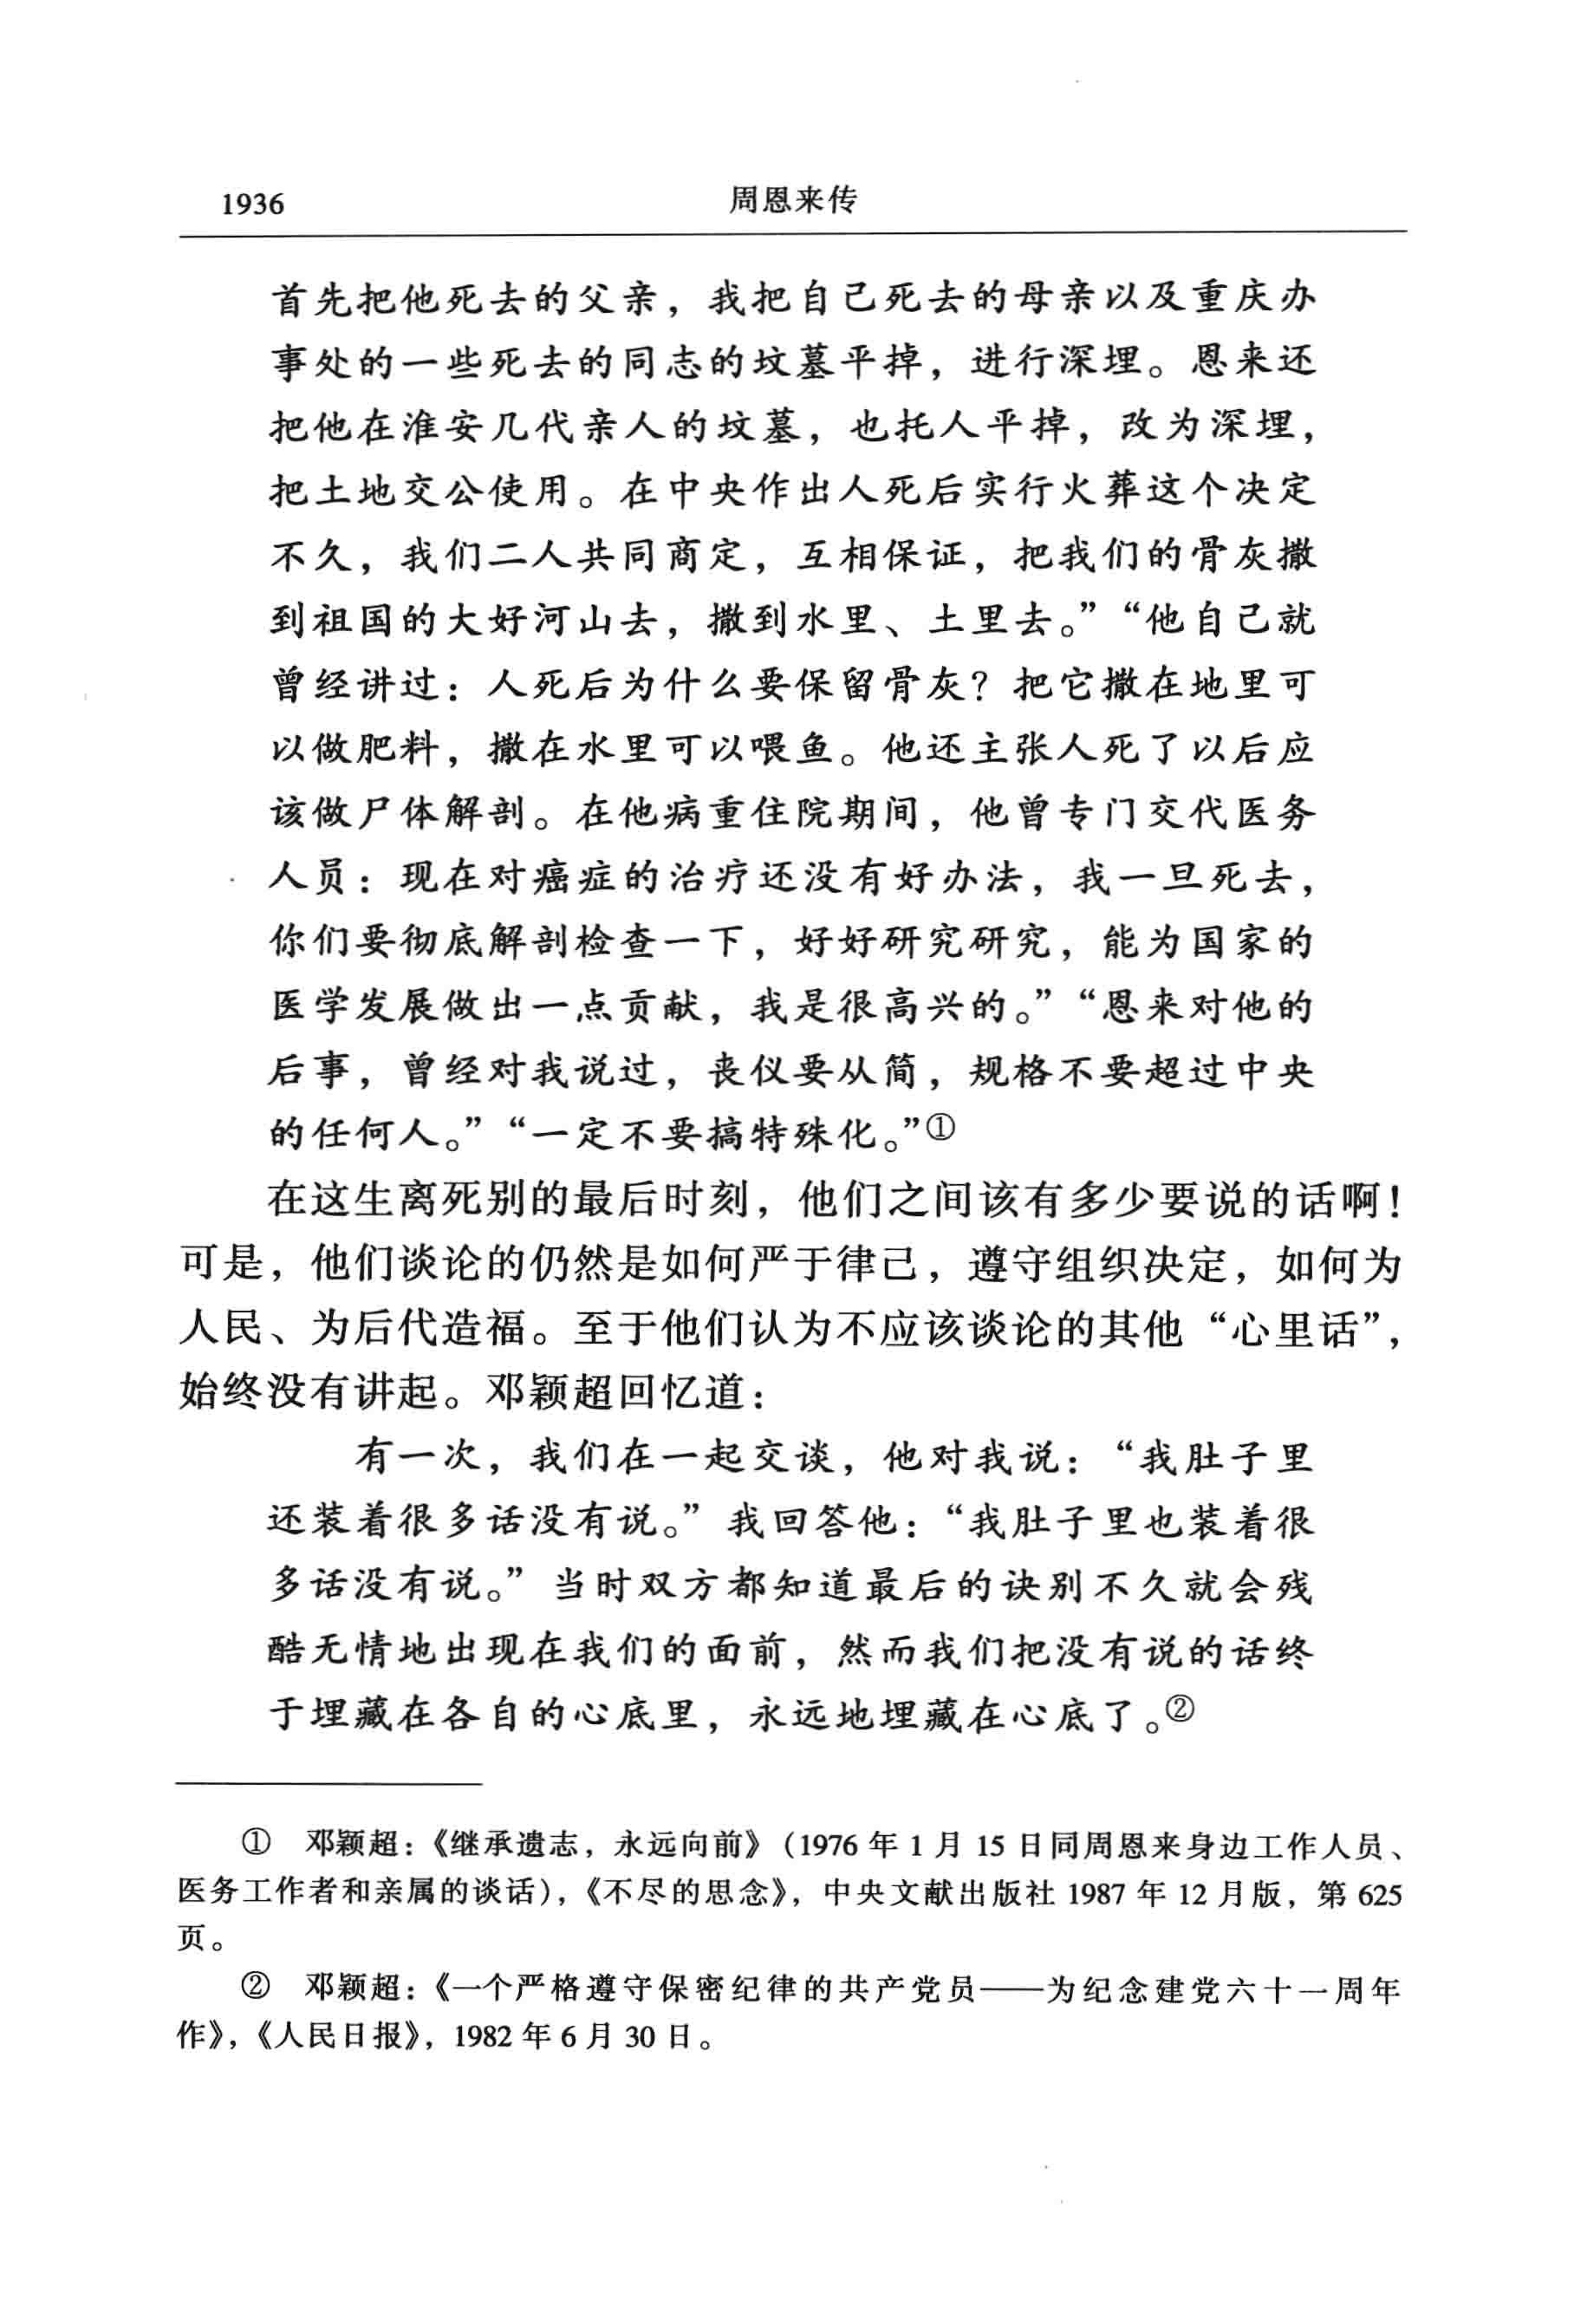 1936 周恩来传
首先把他死去的父亲，我把自己死去的母亲以及重庆办
事处的一些死去的同志的坟墓平掉，进行深埋。恩来还
把他在淮安几代亲人的坟墓，也托人平掉，改为深埋，
把土地交公使用。在中央作出人死后实行火葬这个决定
不久，我们二人共同商定，互相保证，把我们的骨灰撒
到祖国的大好河山去，撒到水里、土里去。”“他自己就
曾经讲过：人死后为什么要保留骨灰？把它撒在地里可
以做肥料，撒在水里可以喂鱼。他还主张人死了以后应
该做尸体解剖。在他病重住院期间，他曾专门交代医务
人员：现在对癌症的治疗还没有好办法，我一旦死去，
你们要彻底解剖检查一下，好好研究研究，能为国家的
医学发展做出一点贡献，我是很高兴的。”“恩来对他的
后事，曾经对我说过，丧仪要从简，规格不要超过中央
的任何人。”“一定不要搞特殊化。”①
在这生离死别的最后时刻，他们之间该有多少要说的话啊！
可是，他们谈论的仍然是如何严于律己，遵守组织决定，如何为
人民、为后代造福。至于他们认为不应该谈论的其他“心里话”，
始终没有讲起。邓颖超回忆道：
有一次，我们在一起交谈，他对我说：“我肚子里
还装着很多话没有说。”我回答他：“我肚子里也装着很
多话没有说。”当时双方都知道最后的诀别不久就会残
酷无情地出现在我们的面前，然而我们把没有说的话终
于埋藏在各自的心底里，永远地埋藏在心底了。②
① 邓颖超：《继承遗志，永远向前》（1976 年 1 月 15 日同周恩来身边工作人员、
医务工作者和亲属的谈话），《不尽的思念》，中央文献出版社 1987 年 12 月版，第 625
页。
② 邓颖超：《一个严格遵守保密纪律的共产党员——为纪念建党六十一周年
作》，《人民日报》，1982 年 6 月 30 日。